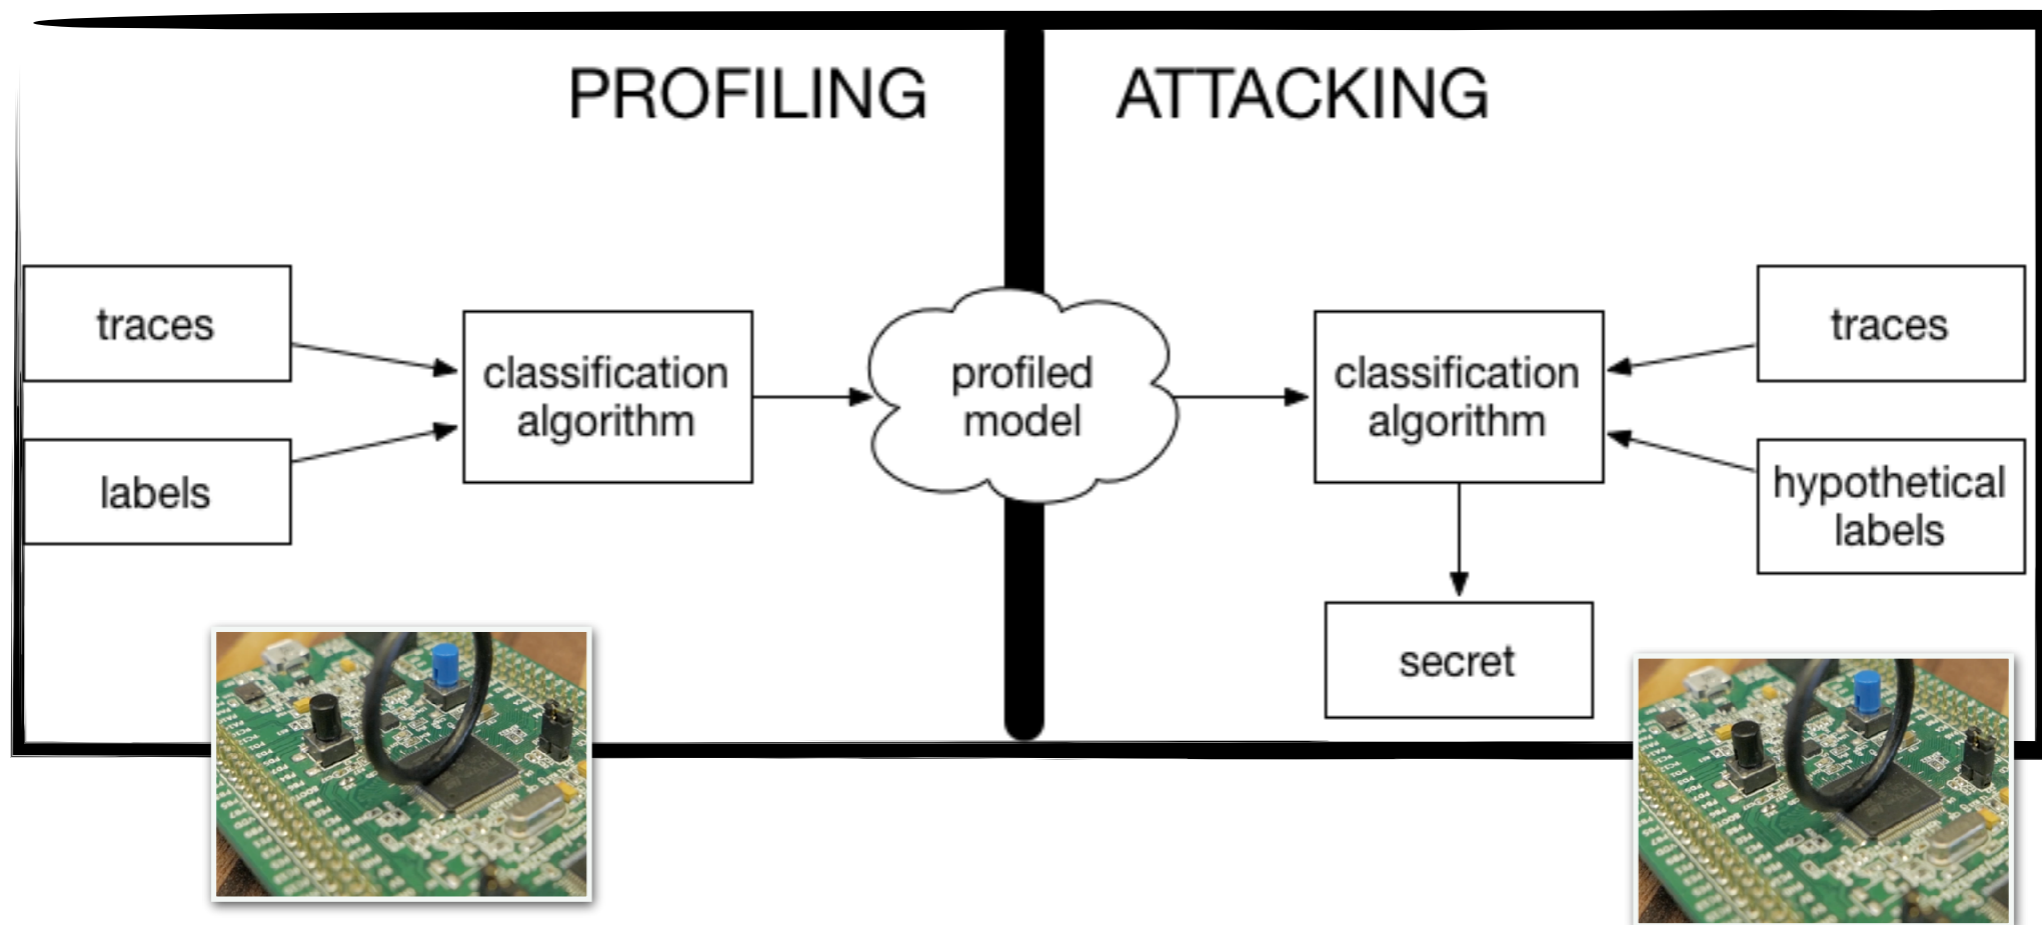 PROFILING
ATTACKING
traces
labels
classification
algorithm
profiled
model
classification
algorithm
traces
hypothetical
labels
secret